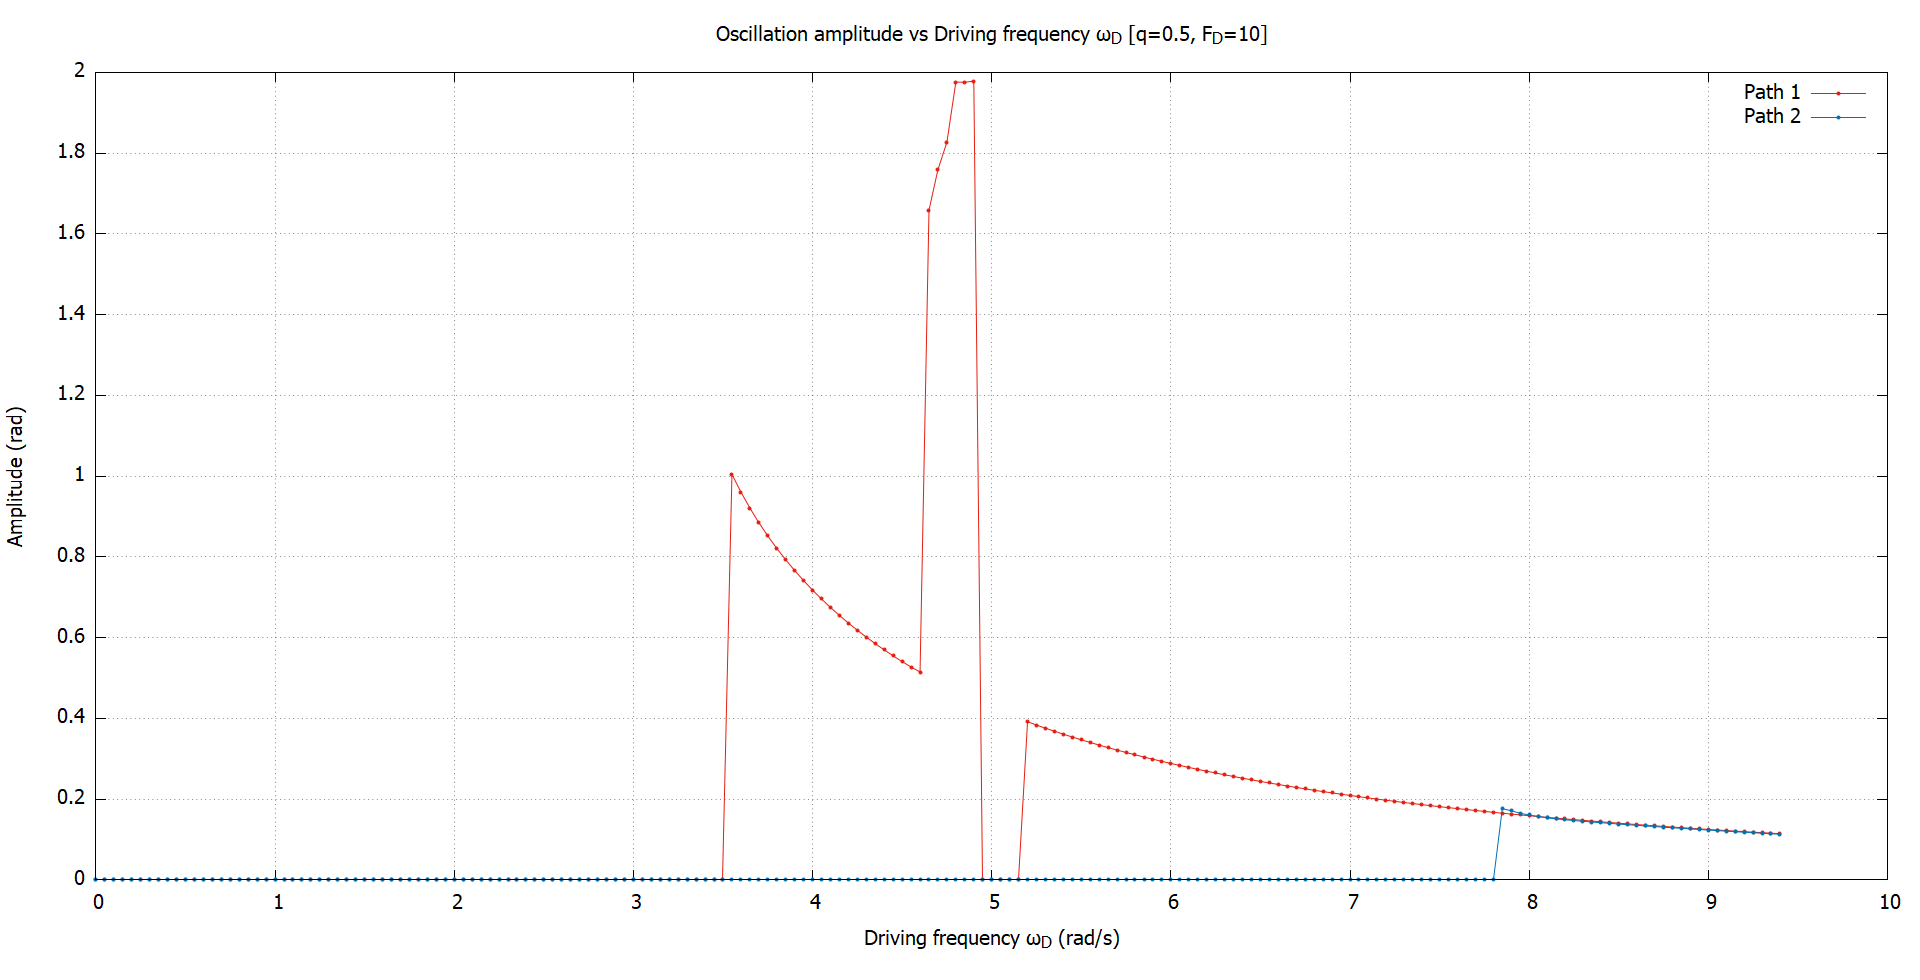 Oscillation amplitude vs Driving frequency ωD [q=0.5, FD=10]
Path 1
Path 2
2
1.8
1.6
1.4
1.2
1
0.8
0.6
0.4
0.2
0
Amplitude (rad)
0 1 2 3 4 5 6 7 8 9 10
Driving frequency ωD (rad/s)